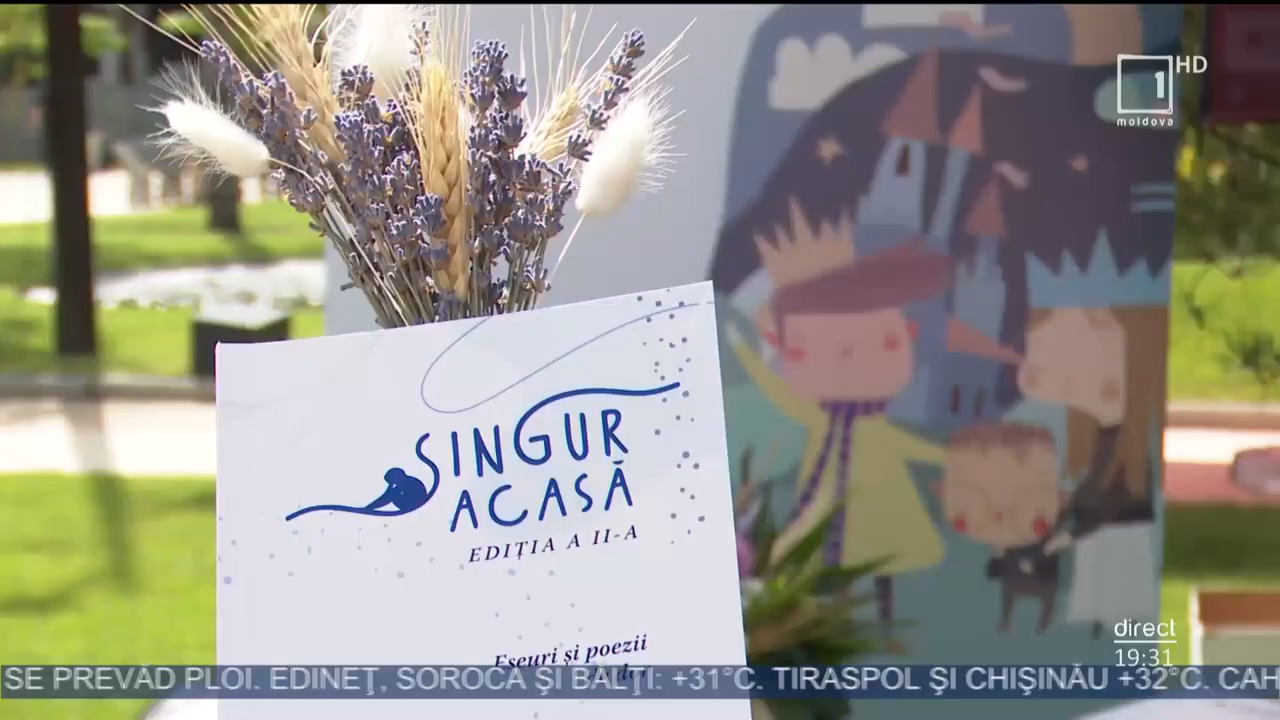 1 HD
moldova
SINGUR
ACASĂ
EDIȚIA A II-A
Eseuri și poezii
direct
19:31
SE PREVĂD PLOI. EDINEŢ, SOROCA ŞI BĂLŢI: +31°C. TIRASPOL ŞI CHIŞINĂU +32°C. CAH